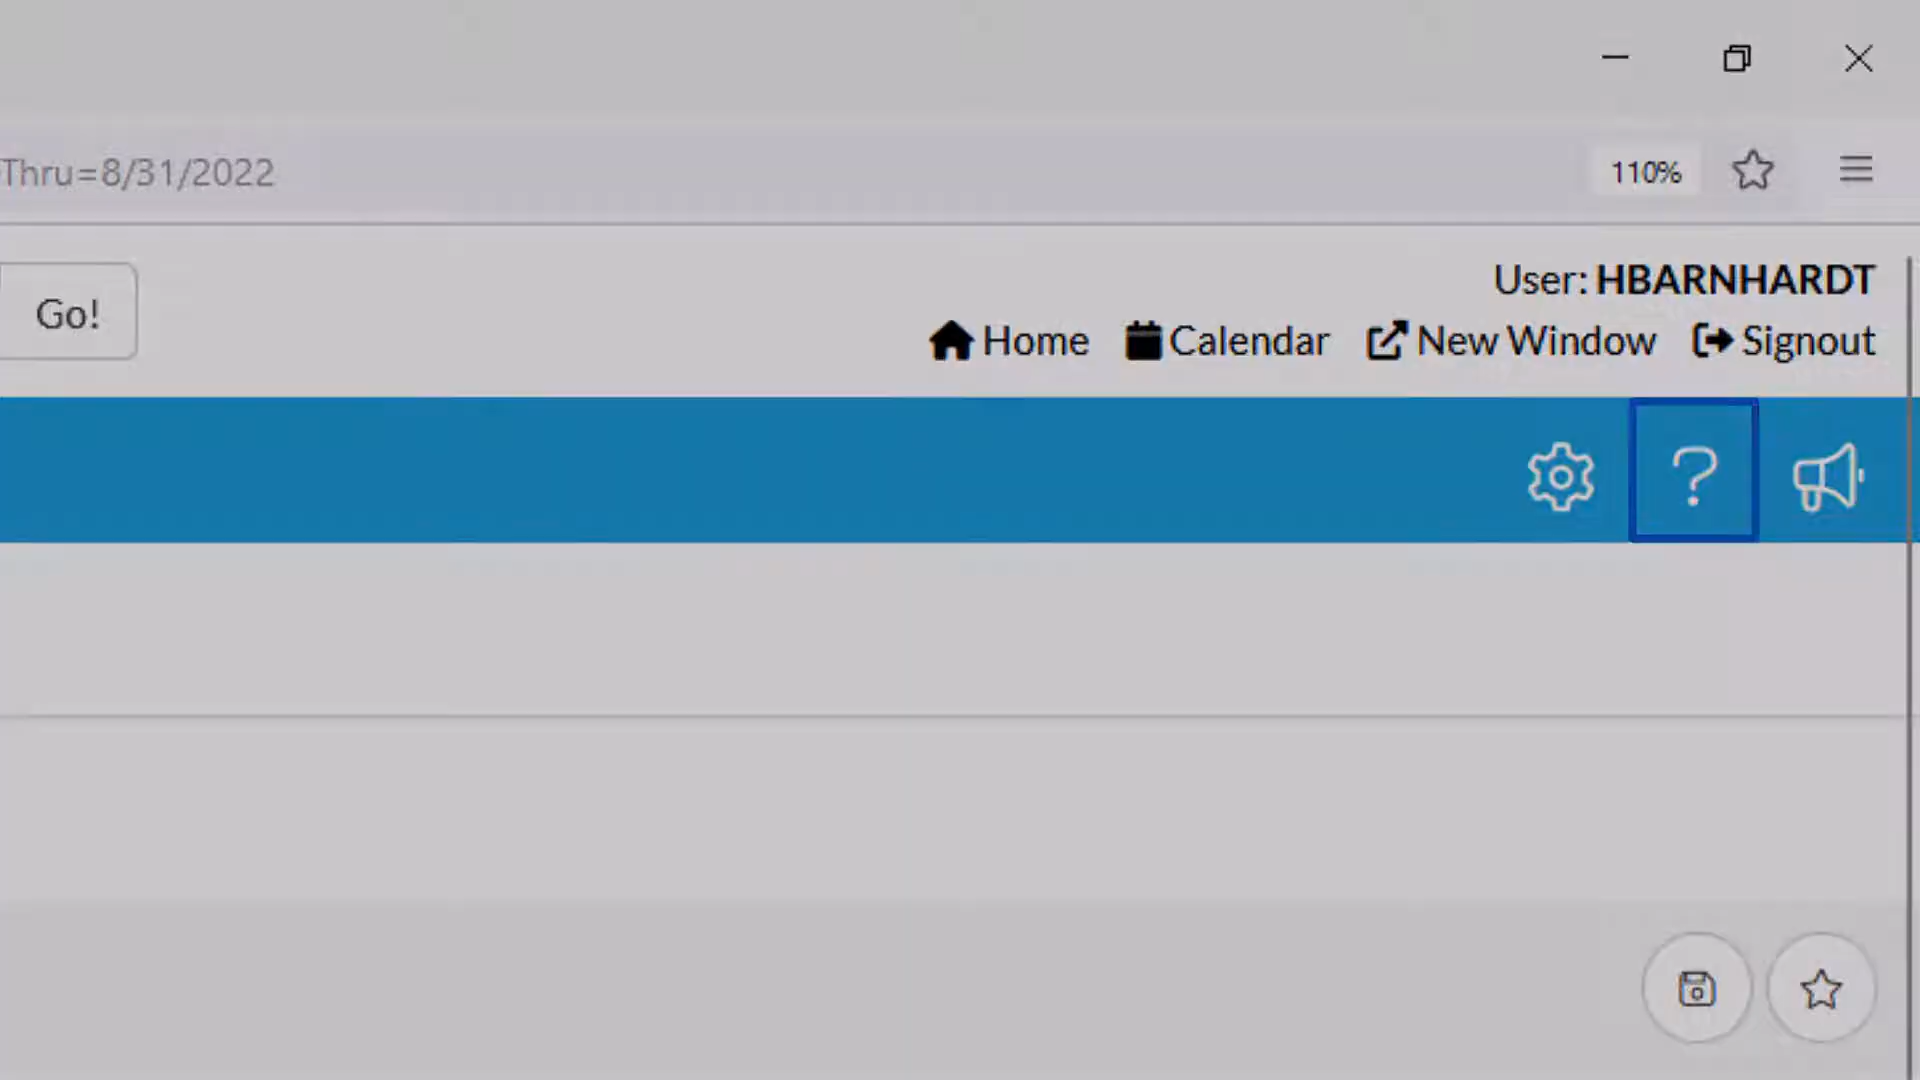 Thru=8/31/2022
110%
User: HBARNHARDT
Go!
Home Calendar New Window Signout
?